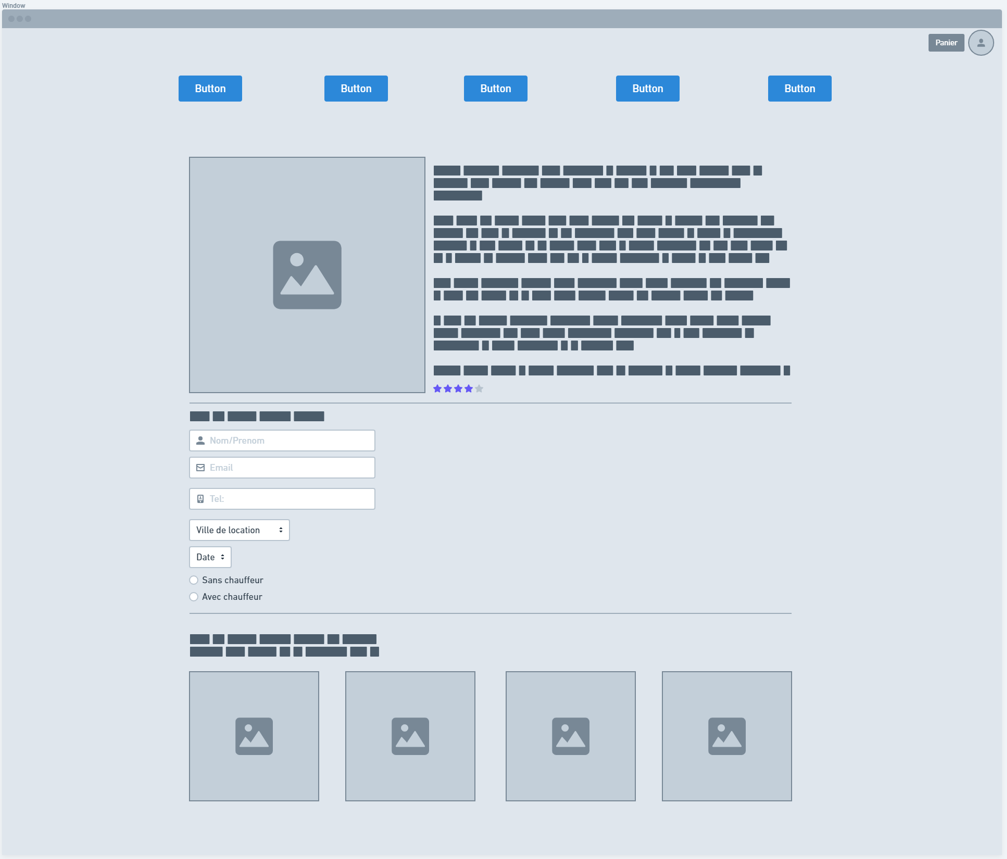 Window
Panier
Button Button Button Button Button
Nom/Prenom
Email
Tel:
Ville de location
Date
Sans chauffeur
Avec chauffeur